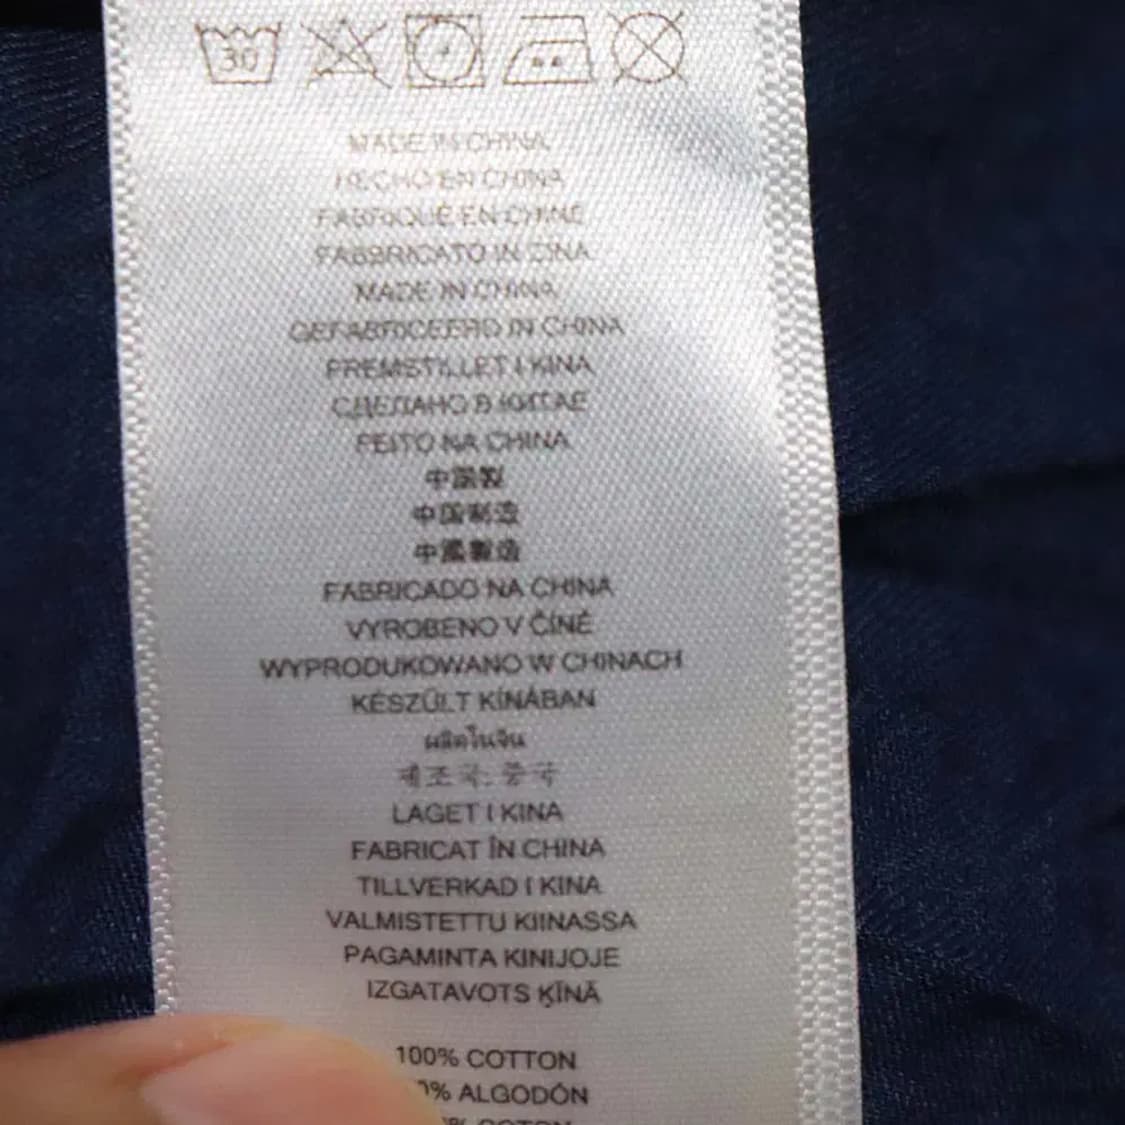 30
MADE IN CHINA
HECHO EN CHINA
FABRIQUÉ EN CHINE
FABBRICATO IN CINA
MADE IN CHINA
GEFABRICEERD IN CHINA
FREMSTILLET I KINA
СДЕЛАНО В КИТАЕ
FEITO NA CHINA
中国製
中国制造
中國製造
FABRICADO NA CHINA
VYROBENO V ČÍNĚ
WYPRODUKOWANO W CHINACH
KÉSZÜLT KÍNÁBAN
ผลิตในจีน
제조국: 중국
LAGET I KINA
FABRICAT ÎN CHINA
TILLVERKAD I KINA
VALMISTETTU KIINASSA
PAGAMINTA KINIJOJE
IZGATAVOTS ĶĪNĀ
100% COTTON
0% ALGODÓN